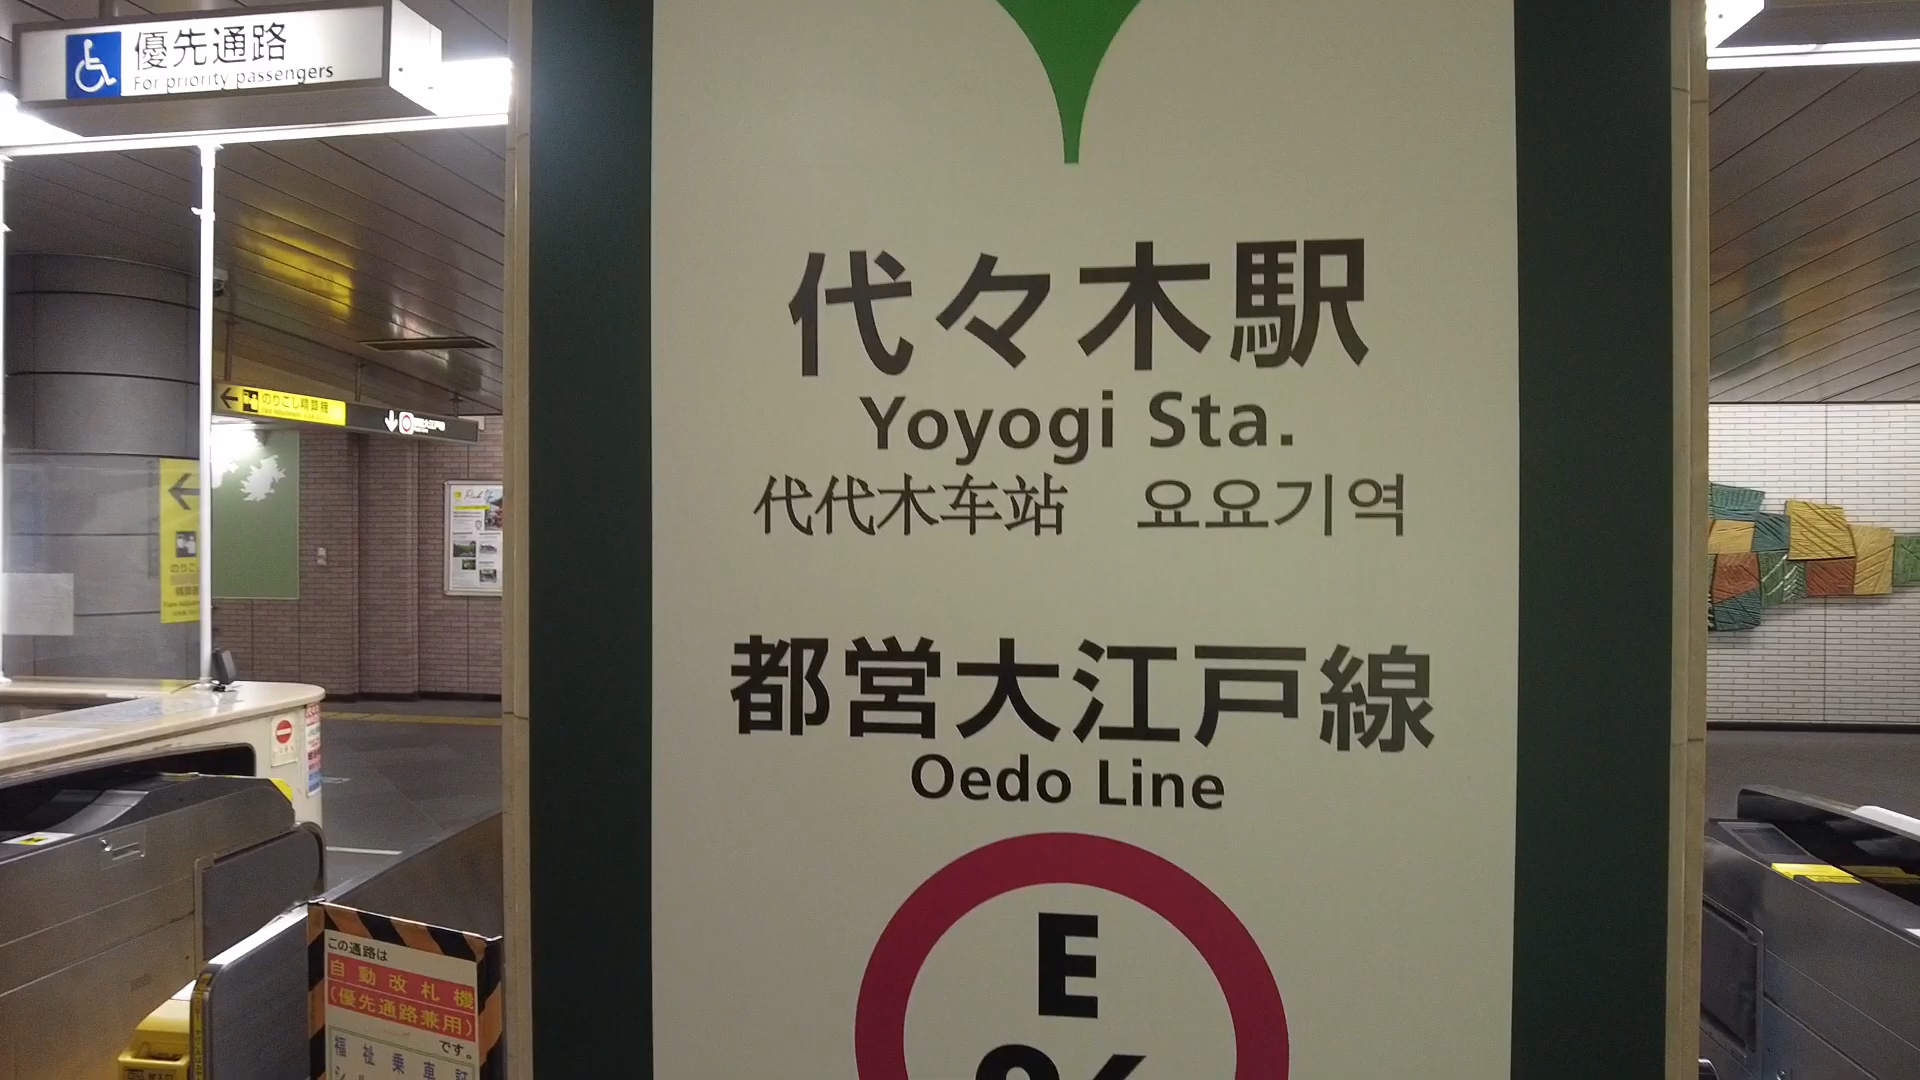 優先通路
For priority passengers
代々木駅
Yoyogi Sta.
代代木车站 요요기역
都営大江戸線
Oedo Line
E
のりこし精算機
この通路は
自動改札機
(優先通路兼用)
です。
福祉乗車証